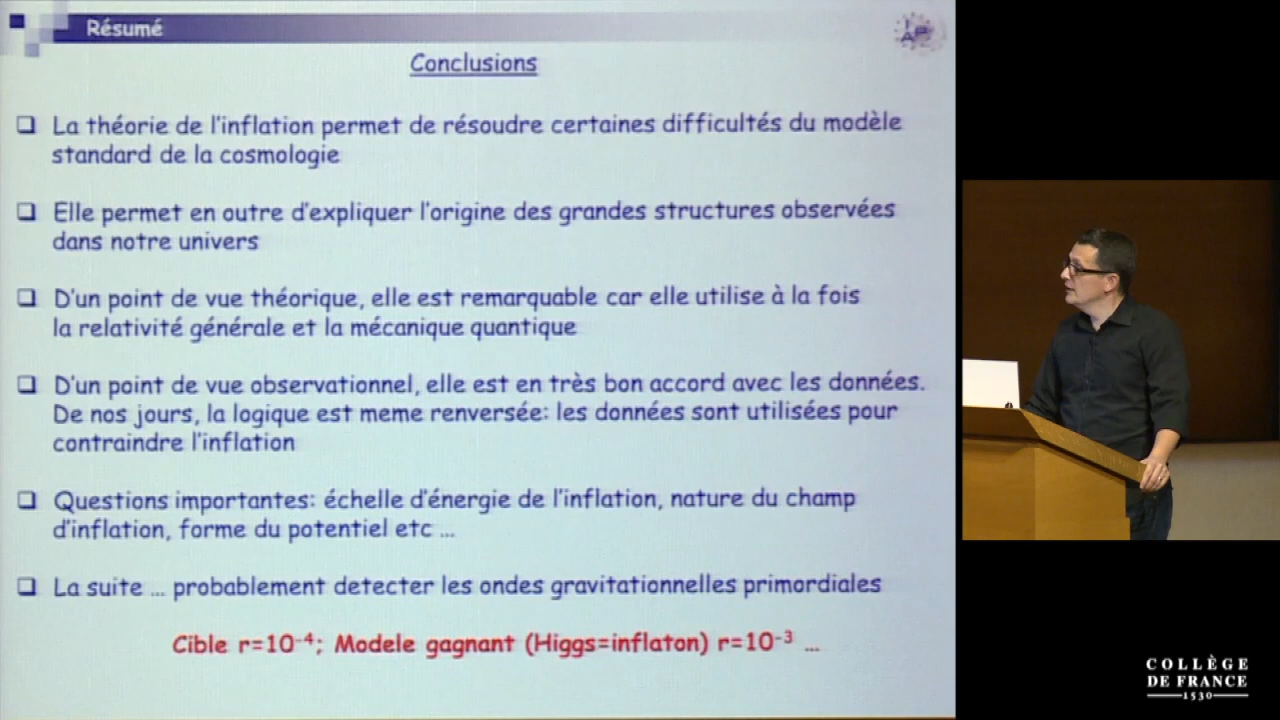 Résumé
Conclusions
❑ La théorie de l'inflation permet de résoudre certaines difficultés du modèle
standard de la cosmologie
❑ Elle permet en outre d'expliquer l'origine des grandes structures observées
dans notre univers
❑ D'un point de vue théorique, elle est remarquable car elle utilise à la fois
la relativité générale et la mécanique quantique
❑ D'un point de vue observationnel, elle est en très bon accord avec les données.
De nos jours, la logique est meme renversée: les données sont utilisées pour
contraindre l'inflation
❑ Questions importantes: échelle d'énergie de l'inflation, nature du champ
d'inflation, forme du potentiel etc ...
❑ La suite ... probablement detecter les ondes gravitationnelles primordiales
Cible r=10⁻⁴; Modele gagnant (Higgs=inflaton) r=10⁻³ ...
COLLÈGE
DE FRANCE
1530